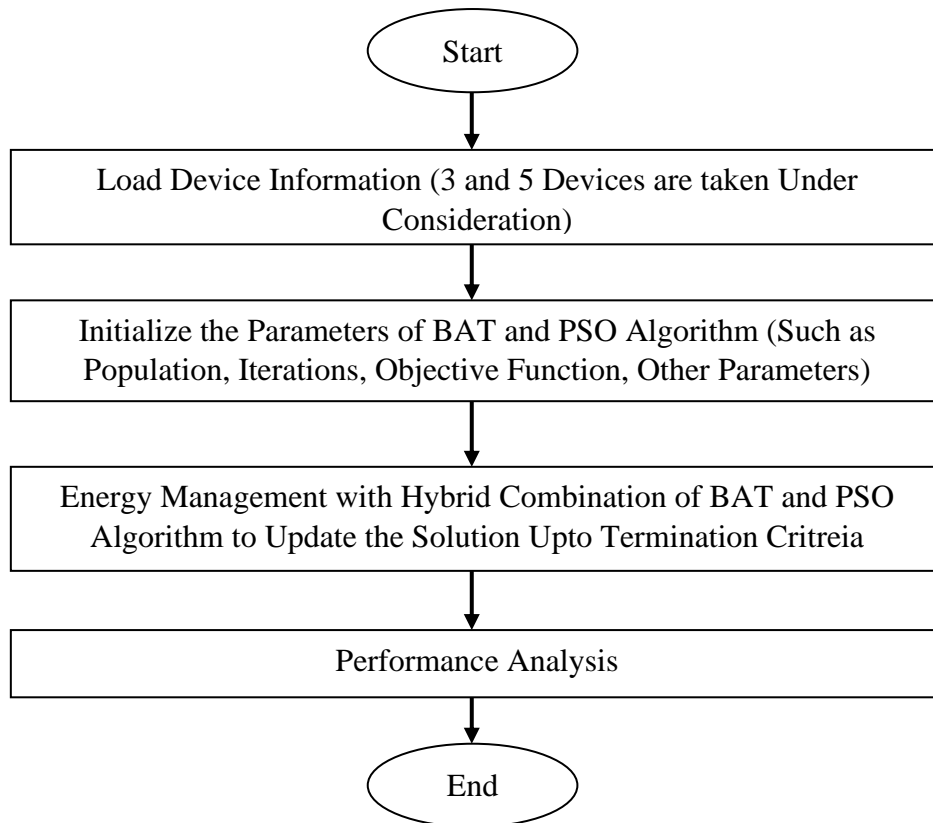 Start
Load Device Information (3 and 5 Devices are taken Under
Consideration)
Initialize the Parameters of BAT and PSO Algorithm (Such as
Population, Iterations, Objective Function, Other Parameters)
Energy Management with Hybrid Combination of BAT and PSO
Algorithm to Update the Solution Upto Termination Critreia
Performance Analysis
End